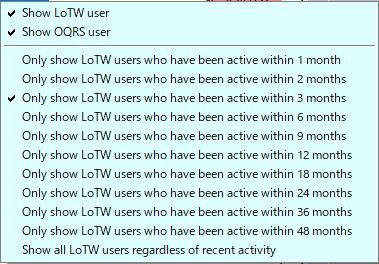 Show LoTW user
Show OQRS user
Only show LoTW users who have been active within 1 month
Only show LoTW users who have been active within 2 months
Only show LoTW users who have been active within 3 months
Only show LoTW users who have been active within 6 months
Only show LoTW users who have been active within 9 months
Only show LoTW users who have been active within 12 months
Only show LoTW users who have been active within 18 months
Only show LoTW users who have been active within 24 months
Only show LoTW users who have been active within 36 months
Only show LoTW users who have been active within 48 months
Show all LoTW users regardless of recent activity